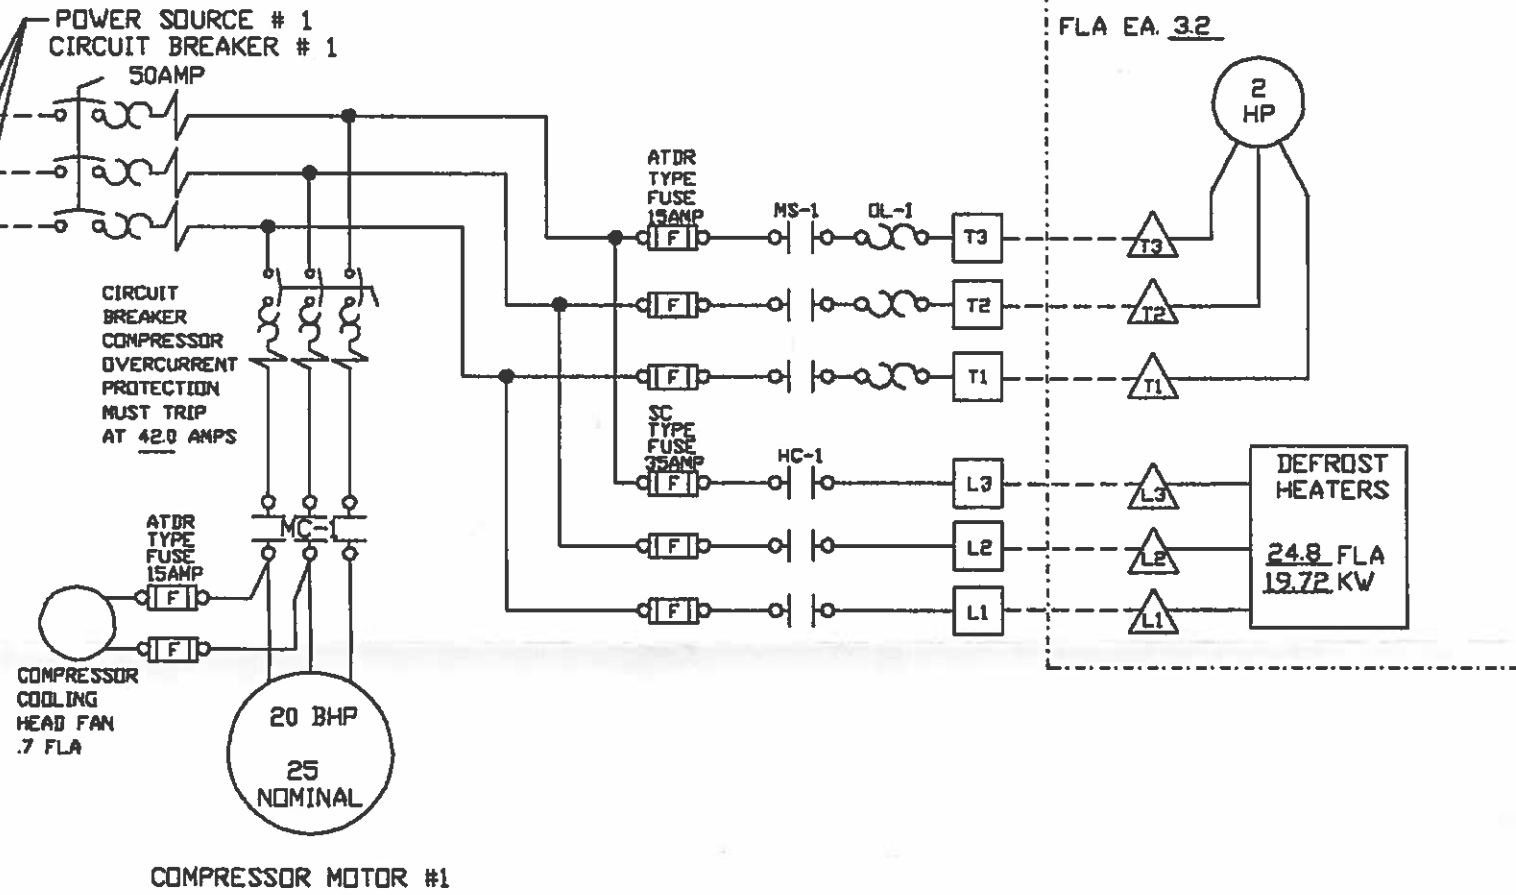 POWER SOURCE # 1
CIRCUIT BREAKER # 1
50AMP
FLA EA. 3.2
2
HP
ATDR
TYPE
FUSE
15AMP
F
MS-1
OL-1
T3
T3
F
T2
T2
F
T1
T1
CIRCUIT
BREAKER
COMPRESSOR
OVERCURRENT
PROTECTION
MUST TRIP
AT 42.0 AMPS
SC
TYPE
FUSE
35AMP
F
HC-1
L3
L3
F
L2
L2
F
L1
L1
DEFROST
HEATERS
24.8 FLA
19.72 KW
MC-1
ATDR
TYPE
FUSE
15AMP
F
F
COMPRESSOR
COOLING
HEAD FAN
.7 FLA
20 BHP
25
NOMINAL
COMPRESSOR MOTOR #1